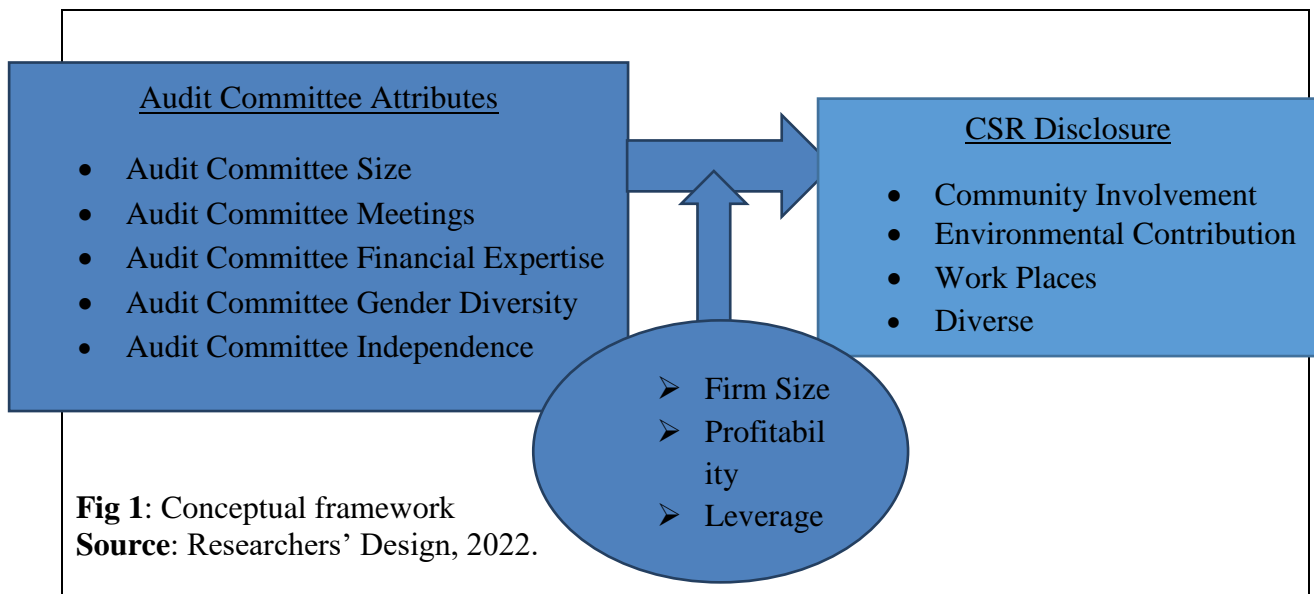 Audit Committee Attributes
• Audit Committee Size
• Audit Committee Meetings
• Audit Committee Financial Expertise
• Audit Committee Gender Diversity
• Audit Committee Independence
CSR Disclosure
• Community Involvement
• Environmental Contribution
• Work Places
• Diverse
➢ Firm Size
➢ Profitabil
ity
➢ Leverage
Fig 1: Conceptual framework
Source: Researchers’ Design, 2022.